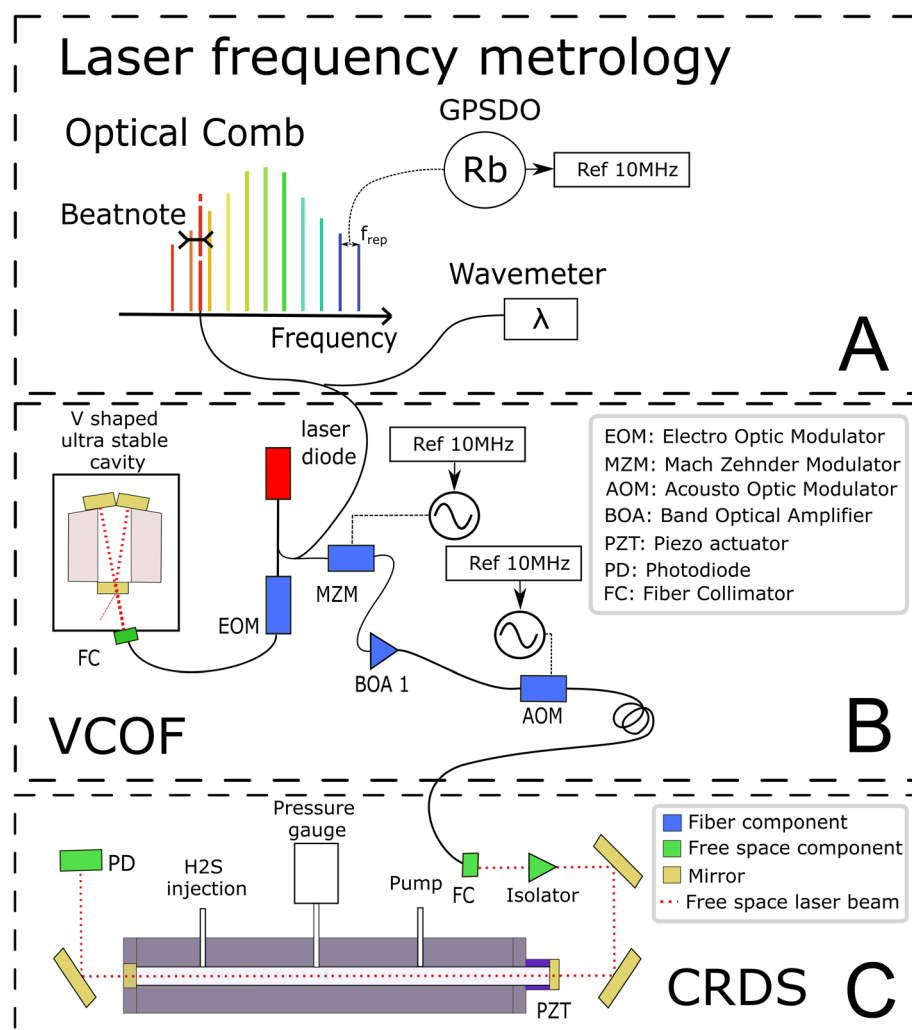 Laser frequency metrology
GPSDO
Optical Comb
Rb
Ref 10MHz
Beatnote
frep
Wavemeter
λ
Frequency
A
V shaped
ultra stable
cavity
laser
diode
Ref 10MHz
EOM: Electro Optic Modulator
MZM: Mach Zehnder Modulator
AOM: Acousto Optic Modulator
BOA: Band Optical Amplifier
PZT: Piezo actuator
PD: Photodiode
FC: Fiber Collimator
Ref 10MHz
MZM
EOM
FC
BOA 1
AOM
VCOF
B
Pressure
gauge
Fiber component
Free space component
Mirror
Free space laser beam
PD
H2S
injection
Pump
FC
Isolator
PZT
CRDS
C